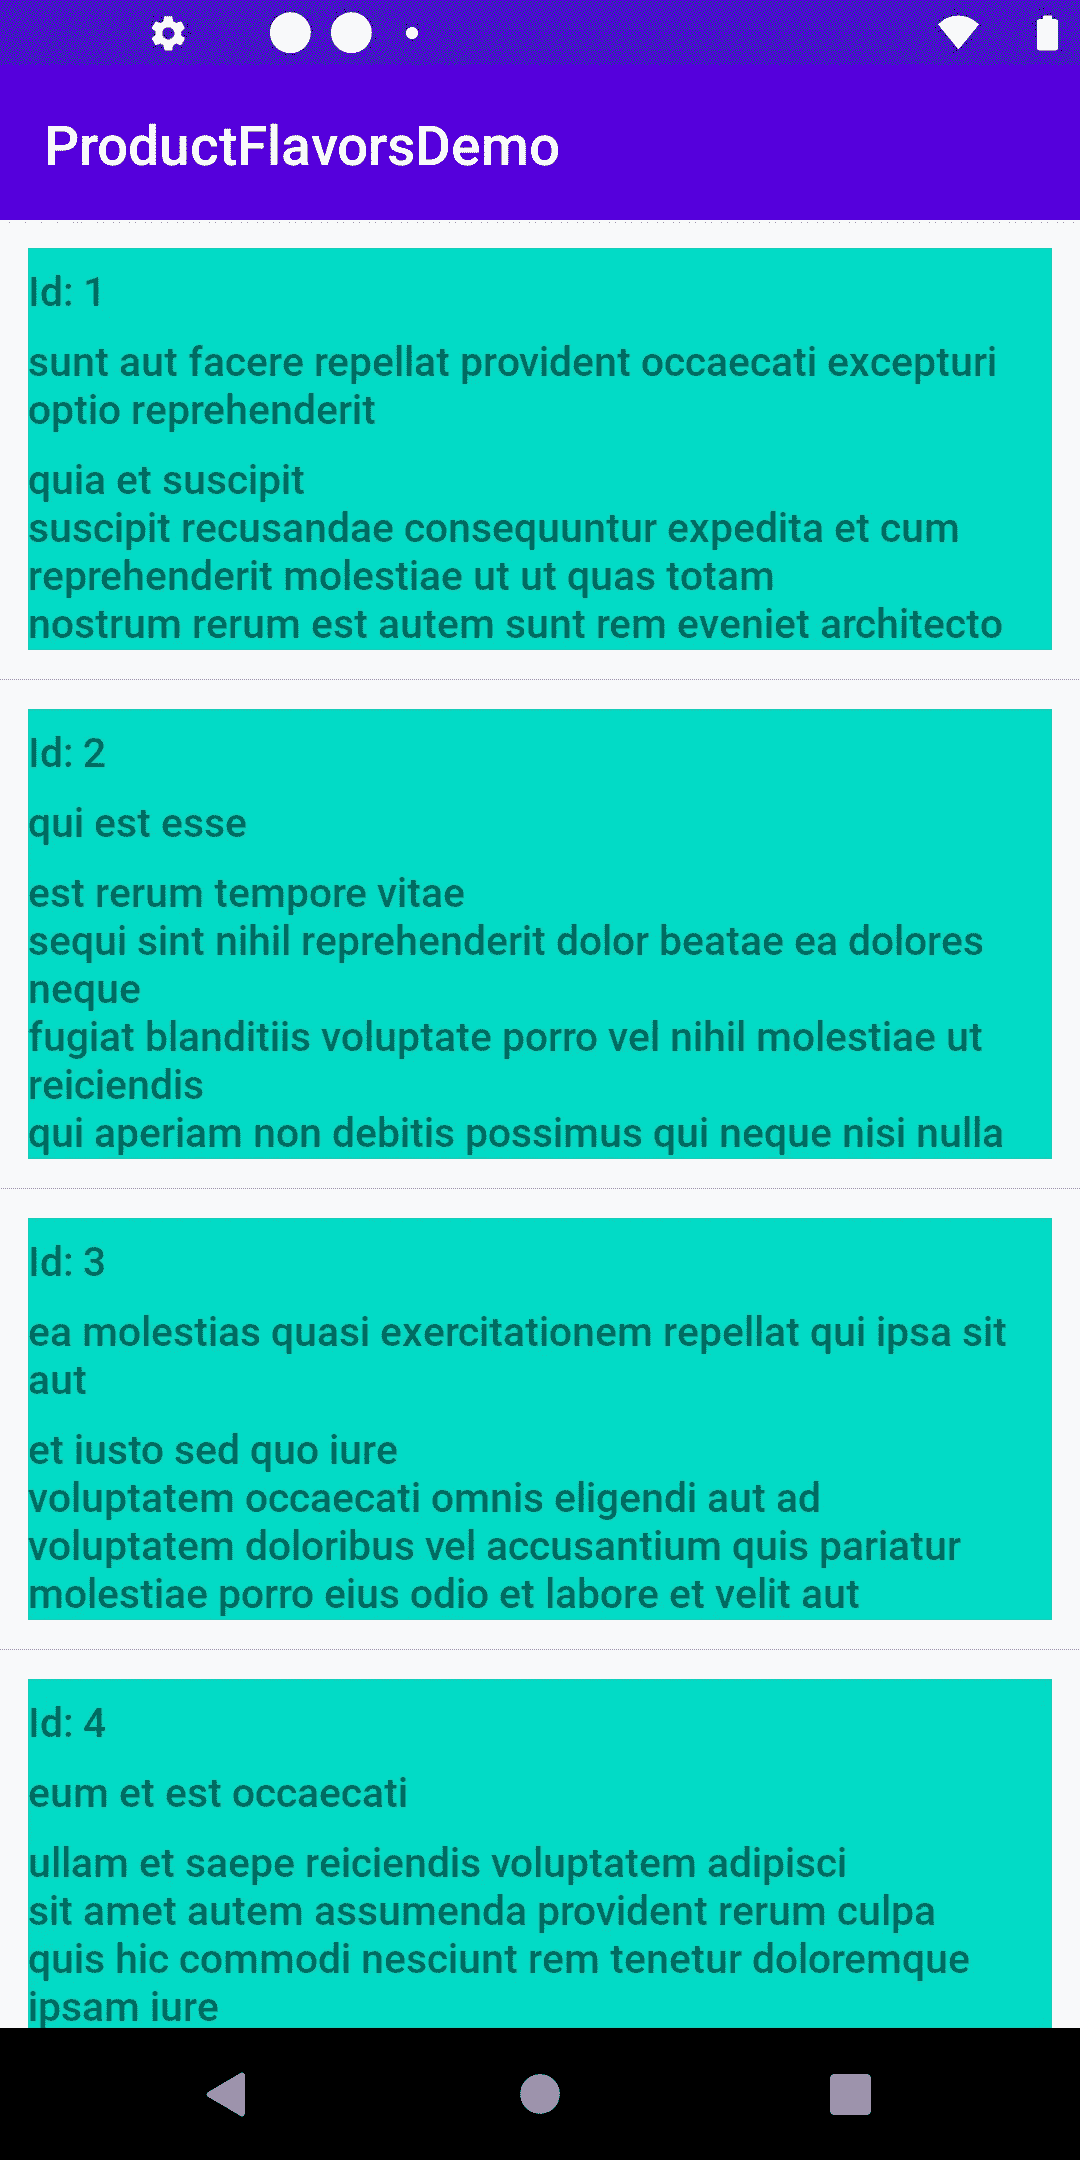 ProductFlavorsDemo
Id: 1
sunt aut facere repellat provident occaecati excepturi
optio reprehenderit
quia et suscipit
suscipit recusandae consequuntur expedita et cum
reprehenderit molestiae ut ut quas totam
nostrum rerum est autem sunt rem eveniet architecto
Id: 2
qui est esse
est rerum tempore vitae
sequi sint nihil reprehenderit dolor beatae ea dolores
neque
fugiat blanditiis voluptate porro vel nihil molestiae ut
reiciendis
qui aperiam non debitis possimus qui neque nisi nulla
Id: 3
ea molestias quasi exercitationem repellat qui ipsa sit
aut
et iusto sed quo iure
voluptatem occaecati omnis eligendi aut ad
voluptatem doloribus vel accusantium quis pariatur
molestiae porro eius odio et labore et velit aut
Id: 4
eum et est occaecati
ullam et saepe reiciendis voluptatem adipisci
sit amet autem assumenda provident rerum culpa
quis hic commodi nesciunt rem tenetur doloremque
ipsam iure